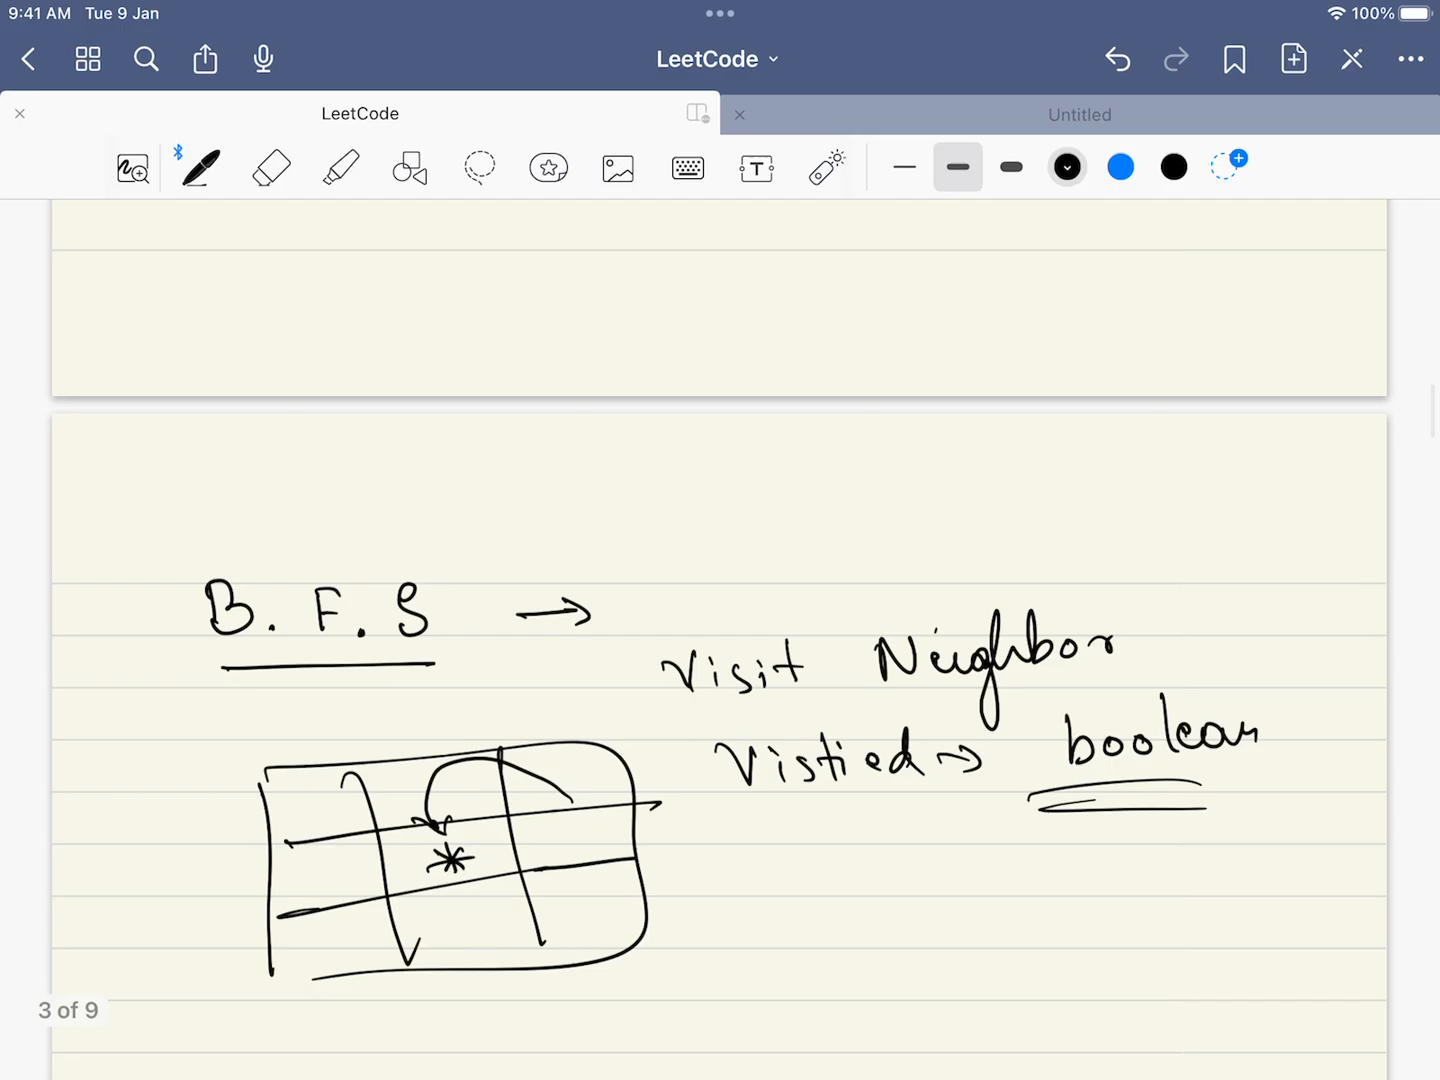 9:41 AM Tue 9 Jan
100%
LeetCode
LeetCode
Untitled
T
B. F. S →
Visit Neighbor
Vistied → boolean
*
3 of 9